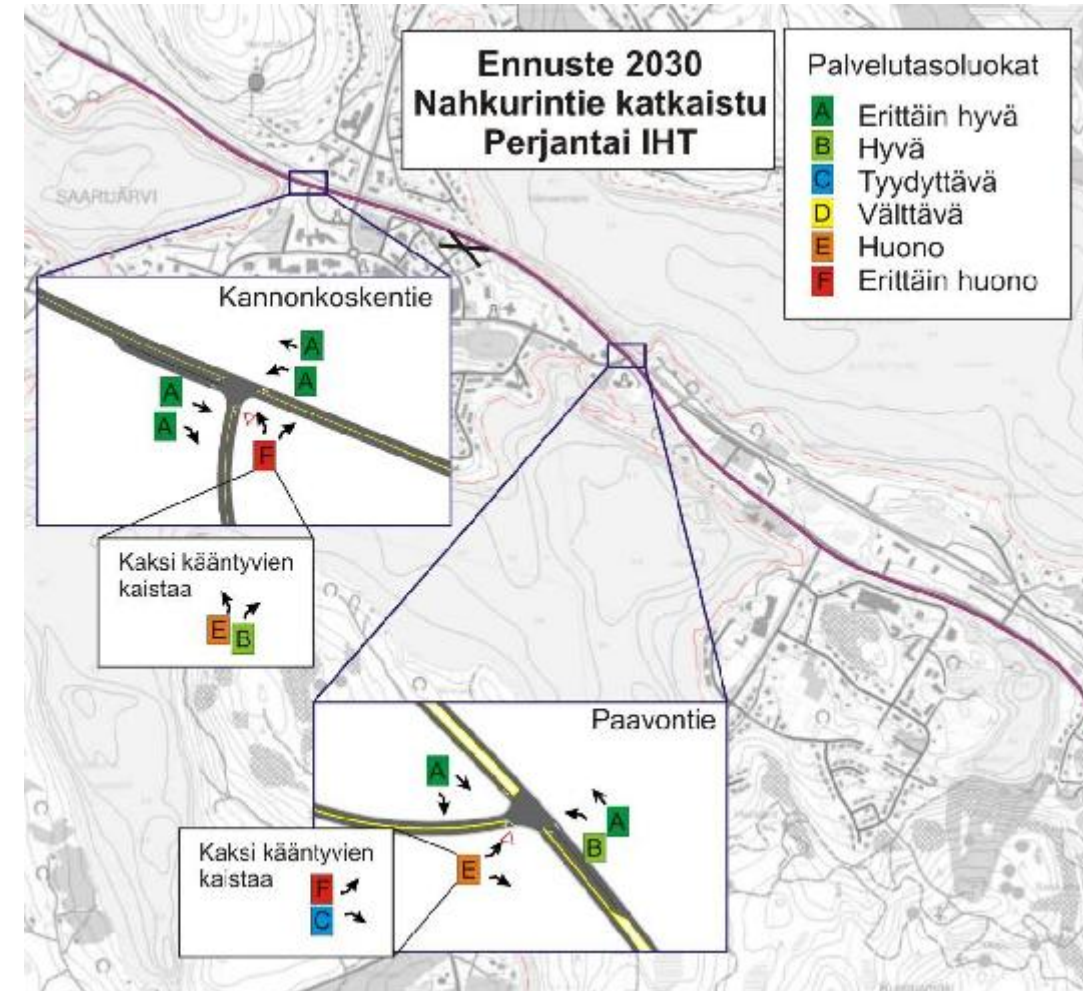 Ennuste 2030
Nahkurintie katkaistu
Perjantai IHT
Palvelutasoluokat
A Erittäin hyvä
B Hyvä
C Tyydyttävä
D Välttävä
E Huono
F Erittäin huono
SAARIJÄRVI
Kannonkoskentie
A
A
A
A
F
Kaksi kääntyvien
kaistaa
E B
Paavontie
A
A
B
E
Kaksi kääntyvien
kaistaa
F
C